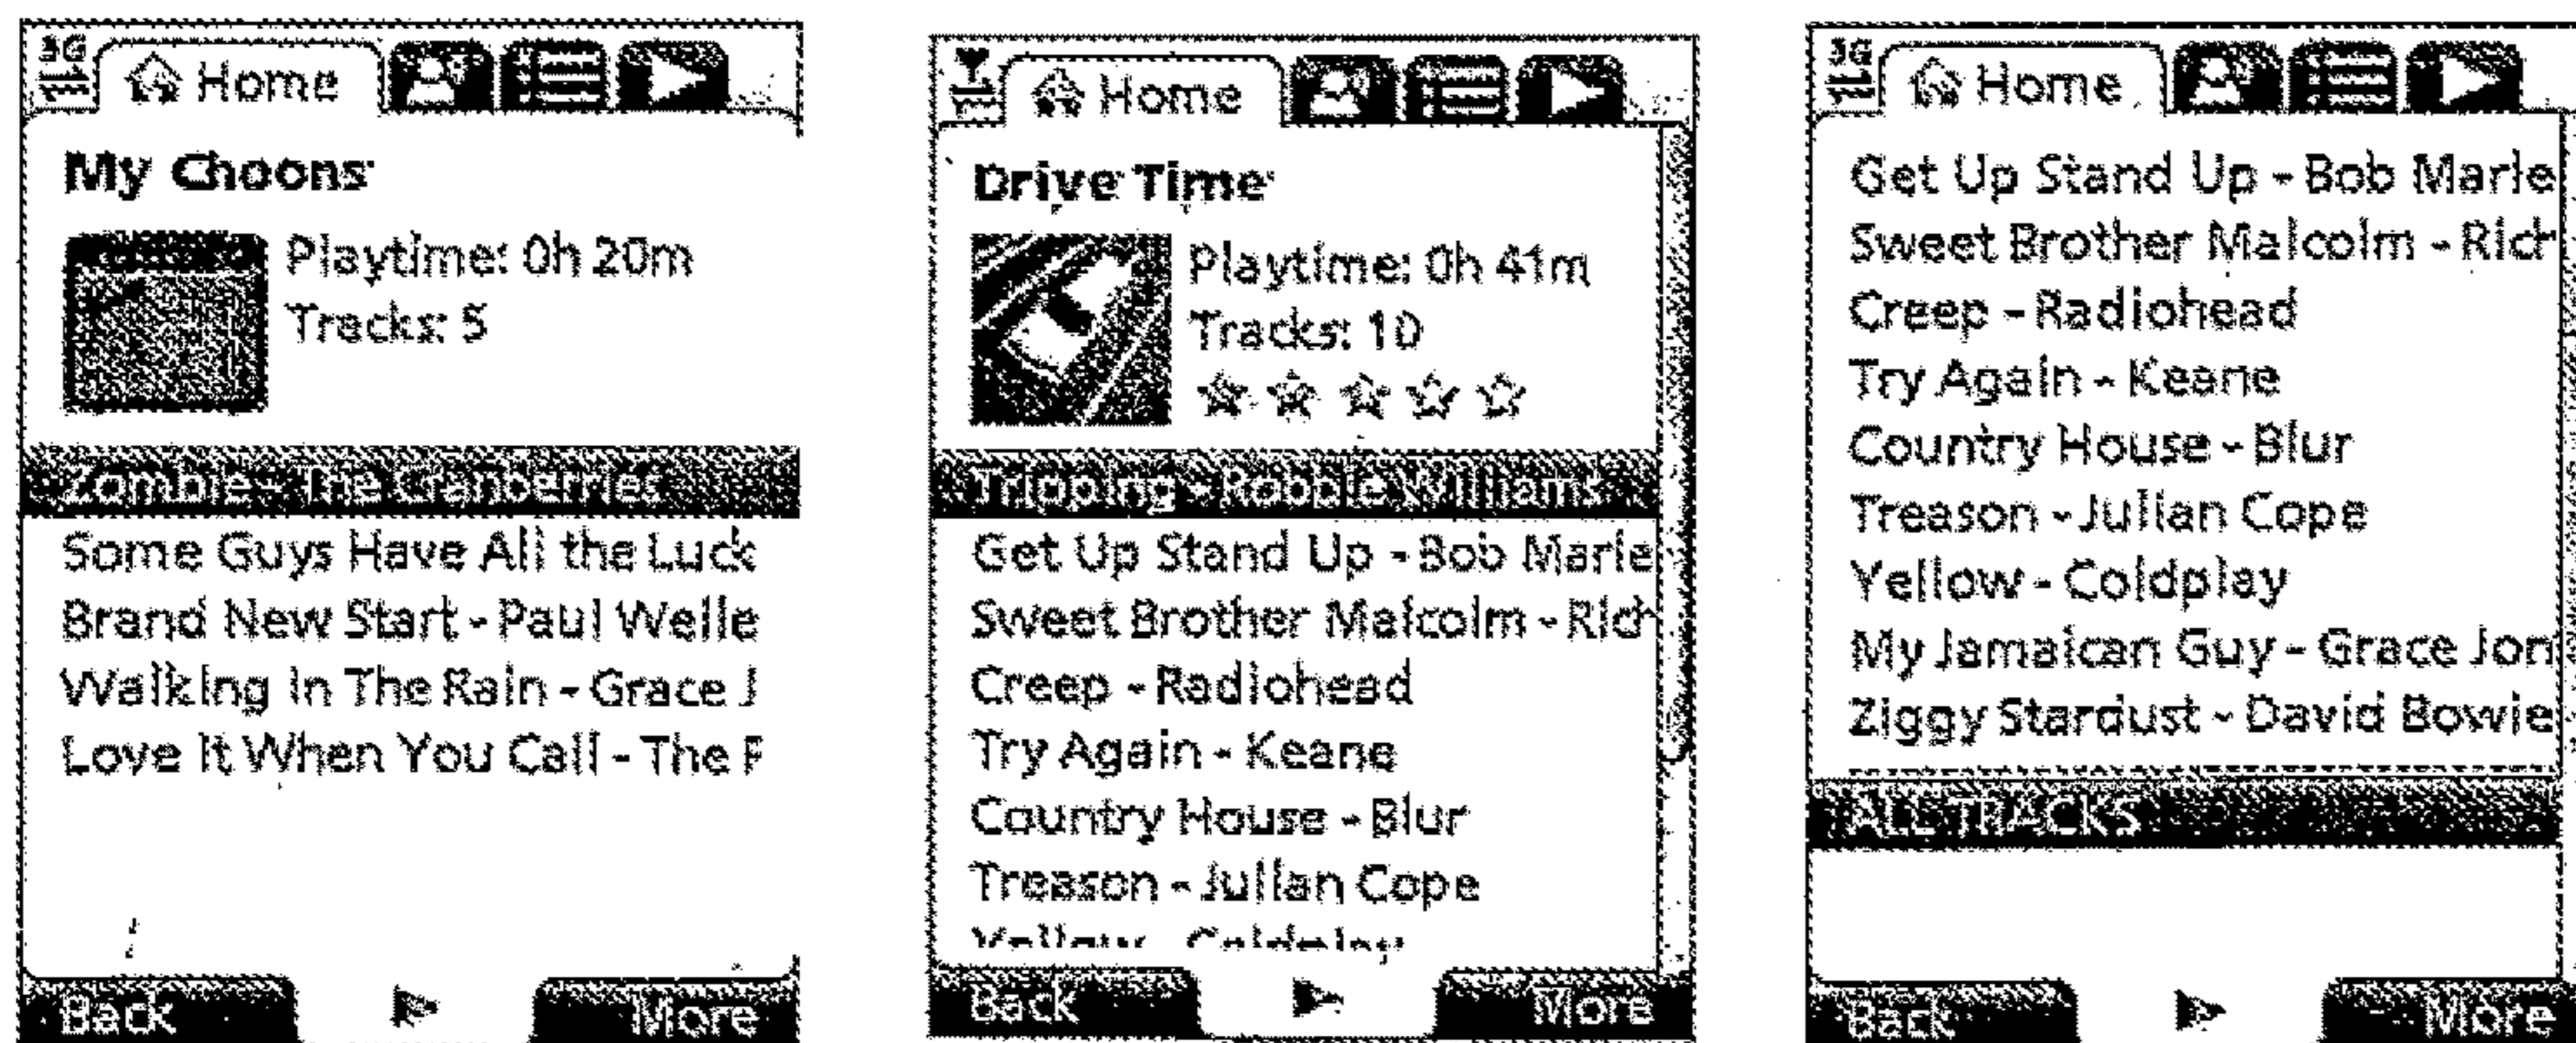 3G
Home
My Choons
Playtime: 0h 20m
Tracks: 5
Zombie - The Cranberries
Some Guys Have All the Luck
Brand New Start - Paul Welle
Walking In The Rain - Grace J
Love It When You Call - The F
Back
More
Home
Drive Time
Playtime: 0h 41m
Tracks: 10
Tripping - Robbie Williams
Get Up Stand Up - Bob Marle
Sweet Brother Malcolm - Rich
Creep - Radiohead
Try Again - Keane
Country House - Blur
Treason - Julian Cope
Yellow - Coldplay
Back
More
3G
Home
Get Up Stand Up - Bob Marle
Sweet Brother Malcolm - Rich
Creep - Radiohead
Try Again - Keane
Country House - Blur
Treason - Julian Cope
Yellow - Coldplay
My Jamaican Guy - Grace Jon
Ziggy Stardust - David Bowie
ALL TRACKS
Back
More